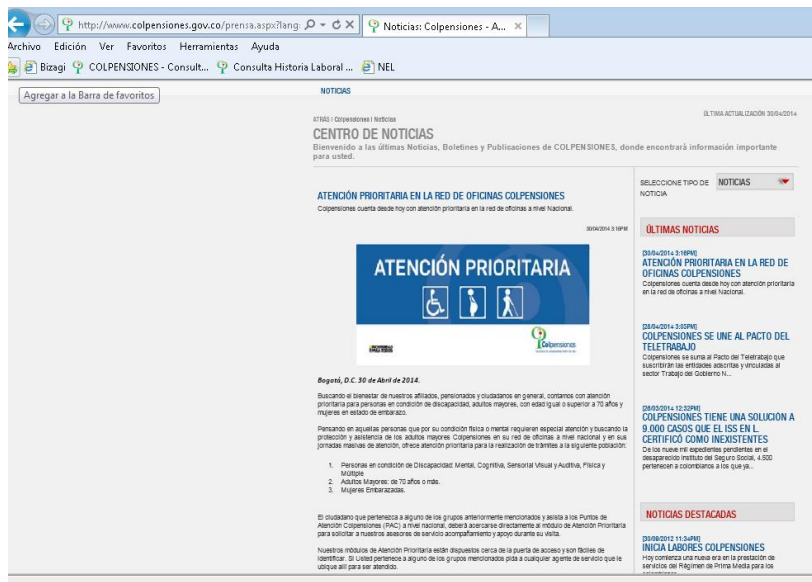 http://www.colpensiones.gov.co/prensa.aspx?lang:
Noticias: Colpensiones - A...
Archivo Edición Ver Favoritos Herramientas Ayuda
Bizagi COLPENSIONES - Consult... Consulta Historia Laboral ... NEL
Agregar a la Barra de favoritos
NOTICIAS
ÚLTIMA ACTUALIZACIÓN 30/04/2014
ATRÁS | Colpensiones | Noticias
CENTRO DE NOTICIAS
Bienvenido a las últimas Noticias, Boletines y Publicaciones de COLPENSIONES, donde encontrará información importante
para usted.
ATENCIÓN PRIORITARIA EN LA RED DE OFICINAS COLPENSIONES
Colpensiones cuenta desde hoy con atención prioritaria en la red de oficinas a nivel Nacional.
30/04/2014 3:16PM
ATENCIÓN PRIORITARIA
Colpensiones
Bogotá, D.C. 30 de Abril de 2014.
Buscando el bienestar de nuestros afiliados, pensionados y ciudadanos en general, contamos con atención
prioritaria para personas en condición de discapacidad, adultos mayores, con edad igual o superior a 70 años y
mujeres en estado de embarazo.
Pensando en aquellas personas que por su condición física o mental requieren especial atención y buscando la
protección y asistencia de los adultos mayores Colpensiones en su red de oficinas a nivel nacional y en sus
jornadas masivas de atención, ofrece atención prioritaria para la realización de trámites a la siguiente población:
1. Personas en condición de Discapacidad: Mental, Cognitiva, Sensorial Visual y Auditiva, Física y
Múltiple
2. Adultos Mayores: de 70 años o más.
3. Mujeres Embarazadas.
El ciudadano que pertenezca a alguno de los grupos anteriormente mencionados y asista a los Puntos de
Atención Colpensiones (PAC) a nivel nacional, deberá acercarse directamente al módulo de Atención Prioritaria
para solicitar a nuestros asesores de servicio acompañamiento y apoyo durante su visita.
Nuestros módulos de Atención Prioritaria están dispuestos cerca de la puerta de acceso y son fáciles de
identificar. Si Usted pertenece a alguno de los grupos mencionados pida a cualquier agente de servicio que le
ubique allí para ser atendido.
SELECCIONE TIPO DE NOTICIAS
NOTICIA
ÚLTIMAS NOTICIAS
[30/04/2014 3:16PM]
ATENCIÓN PRIORITARIA EN LA RED DE
OFICINAS COLPENSIONES
Colpensiones cuenta desde hoy con atención prioritaria
en la red de oficinas a nivel Nacional.
[28/04/2014 3:03PM]
COLPENSIONES SE UNE AL PACTO DEL
TELETRABAJO
Colpensiones se suma al Pacto del Teletrabajo que
suscribirán las entidades adscritas y vinculadas al
sector Trabajo del Gobierno N...
[28/03/2014 12:32PM]
COLPENSIONES TIENE UNA SOLUCIÓN A
9.000 CASOS QUE EL ISS EN L.
CERTIFICÓ COMO INEXISTENTES
De los nueve mil expedientes pendientes en el
desaparecido Instituto del Seguro Social, 4.500
pertenecen a colombianos a los que ya...
NOTICIAS DESTACADAS
[30/09/2012 11:34PM]
INICIA LABORES COLPENSIONES
Hoy comienza una nueva era en la prestación de
servicios del Régimen de Prima Media para los